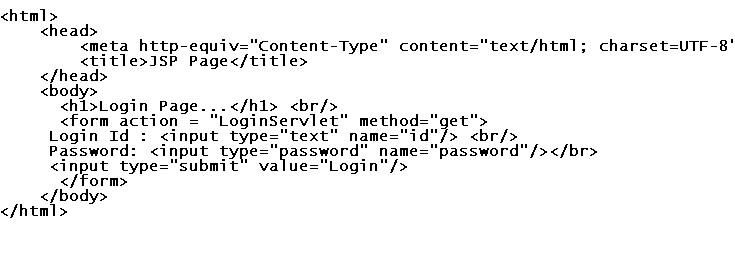 <html>
<head>
<meta http-equiv="Content-Type" content="text/html; charset=UTF-8"
<title>JSP Page</title>
</head>
<body>
<h1>Login Page...</h1> <br/>
<form action = "LoginServlet" method="get">
Login Id : <input type="text" name="id"/> <br/>
Password: <input type="password" name="password"/></br>
<input type="submit" value="Login"/>
</form>
</body>
</html>